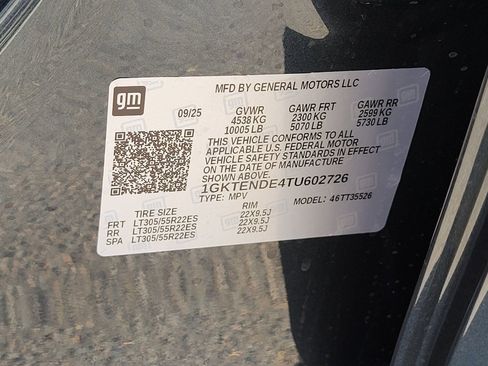 gm
MFD BY GENERAL MOTORS LLC
09/25 GVWR GAWR FRT GAWR RR
4538 KG 2300 KG 2599 KG
10005 LB 5070 LB 5730 LB
THIS VEHICLE CONFORMS TO ALL
APPLICABLE U.S. FEDERAL MOTOR
VEHICLE SAFETY STANDARDS IN EFFECT
ON THE DATE OF MANUFACTURE
SHOWN ABOVE.
1GKTENDE4TU602726
TYPE: MPV MODEL: 46TT35526
TIRE SIZE RIM
FRT LT305/55R22ES 22X9.5J
RR LT305/55R22ES 22X9.5J
SPA LT305/55R22ES 22X9.5J